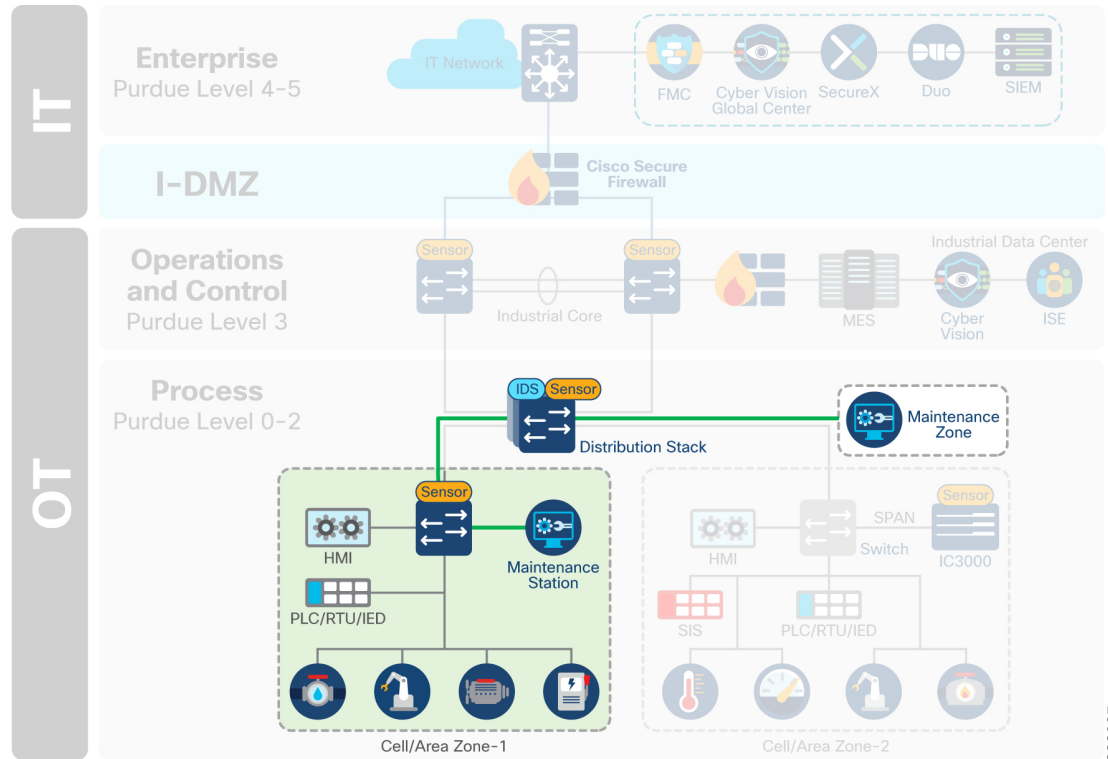 IT
Enterprise
Purdue Level 4-5
IT Network
FMC
Cyber Vision
Global Center
SecureX
DUO
Duo
SIEM
I-DMZ
Cisco Secure
Firewall
OT
Operations
and Control
Purdue Level 3
Sensor
Sensor
Industrial Core
Industrial Data Center
MES
Cyber
Vision
ISE
Process
Purdue Level 0-2
IDS
Sensor
Distribution Stack
Maintenance
Zone
Sensor
HMI
Maintenance
Station
PLC/RTU/IED
Cell/Area Zone-1
Sensor
SPAN
HMI
Switch
IC3000
SIS
PLC/RTU/IED
Cell/Area Zone-2